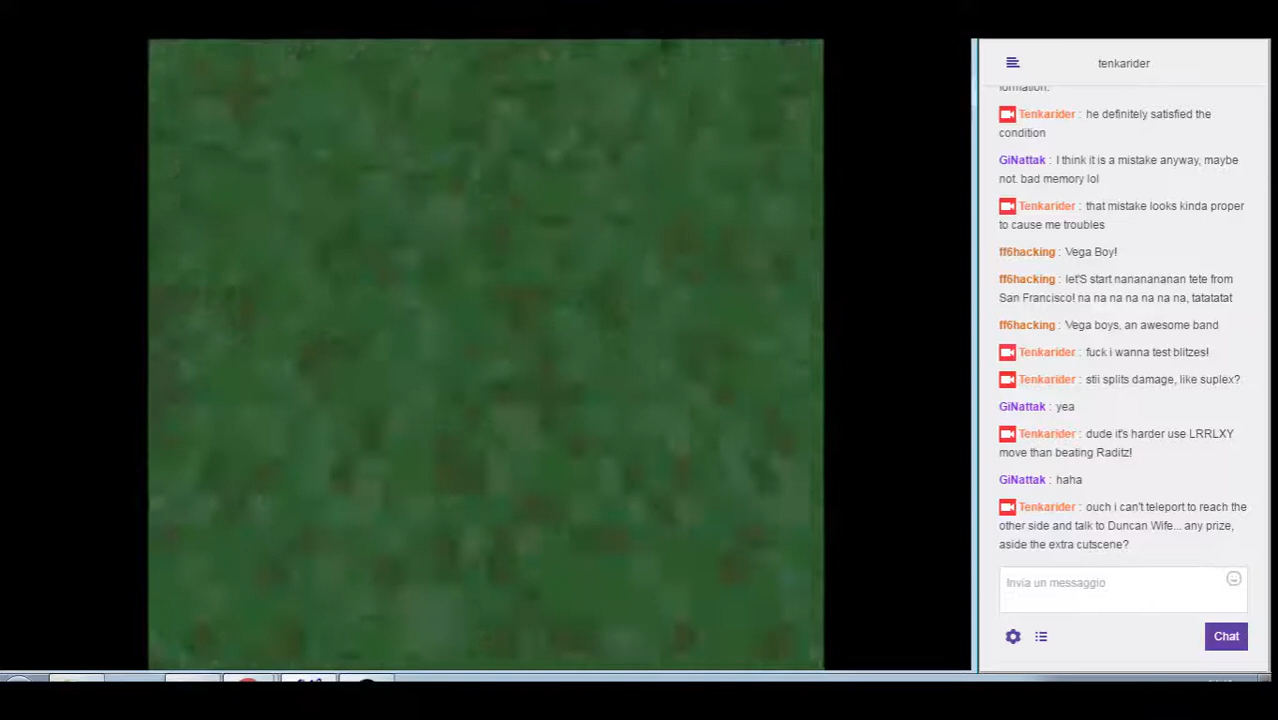 tenkarider
formation.
Tenkarider : he definitely satisfied the
condition
GiNattak : I think it is a mistake anyway, maybe
not. bad memory lol
Tenkarider : that mistake looks kinda proper
to cause me troubles
ff6hacking : Vega Boy!
ff6hacking : let'S start nanananana​nan tete from
San Francisco! na na na na na na na, tatatatat
ff6hacking : Vega boys, an awesome band
Tenkarider : fuck i wanna test blitzes!
Tenkarider : stii splits damage, like suplex?
GiNattak : yea
Tenkarider : dude it's harder use LRRLXY
move than beating Raditz!
GiNattak : haha
Tenkarider : ouch i can't teleport to reach the
other side and talk to Duncan Wife... any prize,
aside the extra cutscene?
Invia un messaggio
Chat